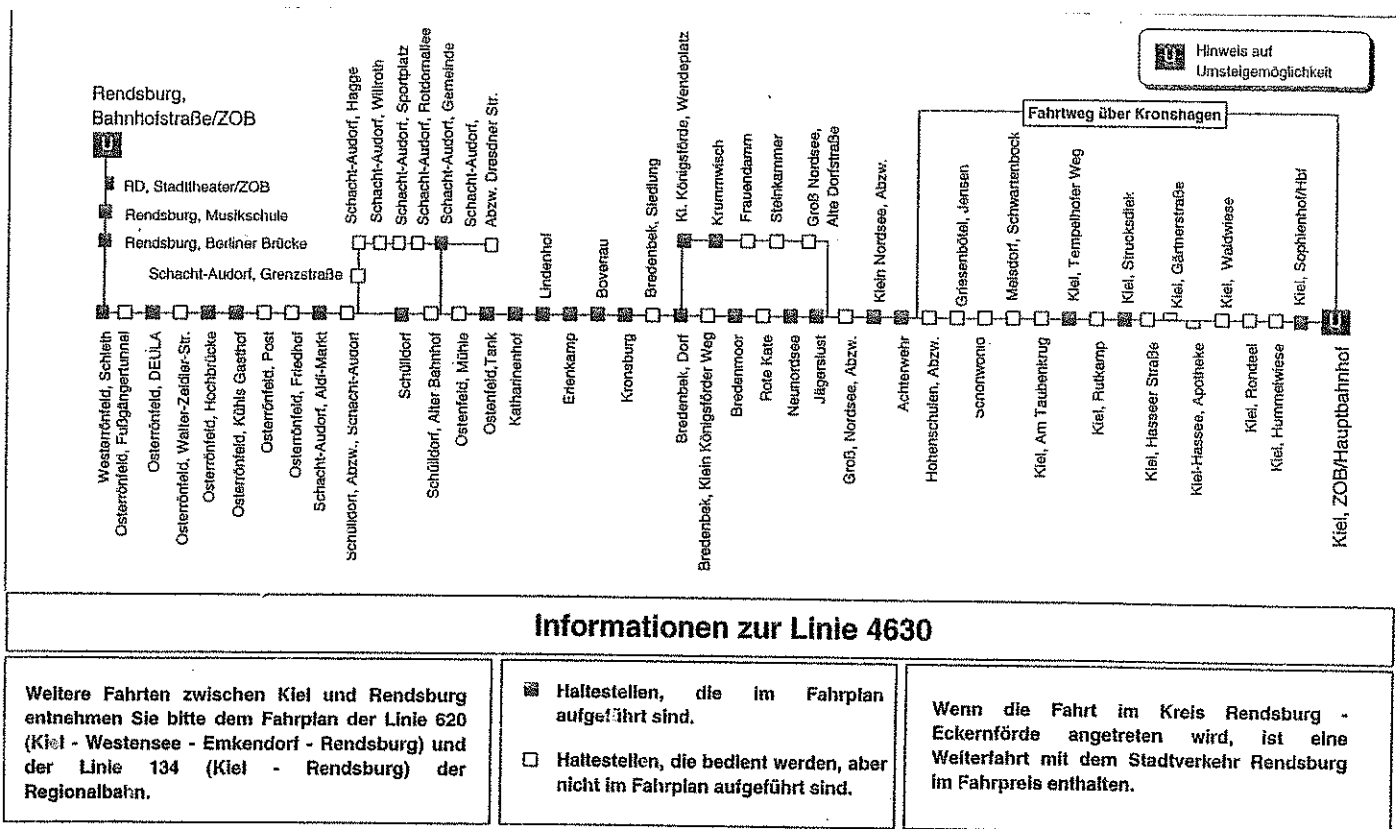 Hinweis auf
Umsteigemöglichkeit
Rendsburg,
Bahnhofstraße/ZOB
Ü
RD, Stadttheater/ZOB
Rendsburg, Musikschule
Rendsburg, Berliner Brücke
Schacht-Audorf, Grenzstraße
Schacht-Audorf, Hagge
Schacht-Audorf, Willroth
Schacht-Audorf, Sportplatz
Schacht-Audorf, Rotdornallee
Schacht-Audorf, Gemeinde
Schacht-Audorf,
Abzw. Dresdner Str.
Lindenhof
Bovenau
Bredenbek, Siedlung
Kl. Königsförde, Wendeplatz
Krummwisch
Frauendamm
Steinkammer
Groß Nordsee,
Alte Dorfstraße
Klein Nordsee, Abzw.
Fahrtweg über Kronshagen
Griesenbötel, Jensen
Melsdorf, Schwartenbock
Kiel, Tempelhofer Weg
Kiel, Strucksdiek
Kiel, Gärtnerstraße
Kiel, Waldwiese
Kiel, Sophienhof/Hbf
Ü
Westerrönfeld, Schleth
Osterrönfeld, Fußgängertunnel
Osterrönfeld, DEULA
Osterrönfeld, Walter-Zeidler-Str.
Osterrönfeld, Hochbrücke
Osterrönfeld, Kühls Gasthof
Osterrönfeld, Post
Osterrönfeld, Friedhof
Schacht-Audorf, Aldi-Markt
Schülldorf, Abzw., Schacht-Audorf
Schülldorf
Schülldorf, Alter Bahnhof
Ostenfeld, Mühle
Ostenfeld,Tank
Katharinenhof
Erlenkamp
Kronsburg
Bredenbek, Dorf
Bredenbek, Klein Königsförder Weg
Bredenmoor
Rote Kate
Neunordsee
Jägerslust
Groß, Nordsee, Abzw.
Achterwehr
Hohenschulen, Abzw.
Schönwohld
Kiel, Am Taubenkrug
Kiel, Rutkamp
Kiel, Hasseer Straße
Kiel-Hassee, Apotheke
Kiel, Rondeel
Kiel, Hummelwiese
Kiel, ZOB/Hauptbahnhof
Informationen zur Linie 4630
Weitere Fahrten zwischen Kiel und Rendsburg
entnehmen Sie bitte dem Fahrplan der Linie 620
(Kiel - Westensee - Emkendorf - Rendsburg) und
der Linie 134 (Kiel - Rendsburg) der
Regionalbahn.
Haltestellen, die im Fahrplan
aufgeführt sind.
Haltestellen, die bedient werden, aber
nicht im Fahrplan aufgeführt sind.
Wenn die Fahrt im Kreis Rendsburg -
Eckernförde angetreten wird, ist eine
Weiterfahrt mit dem Stadtverkehr Rendsburg
im Fahrpreis enthalten.